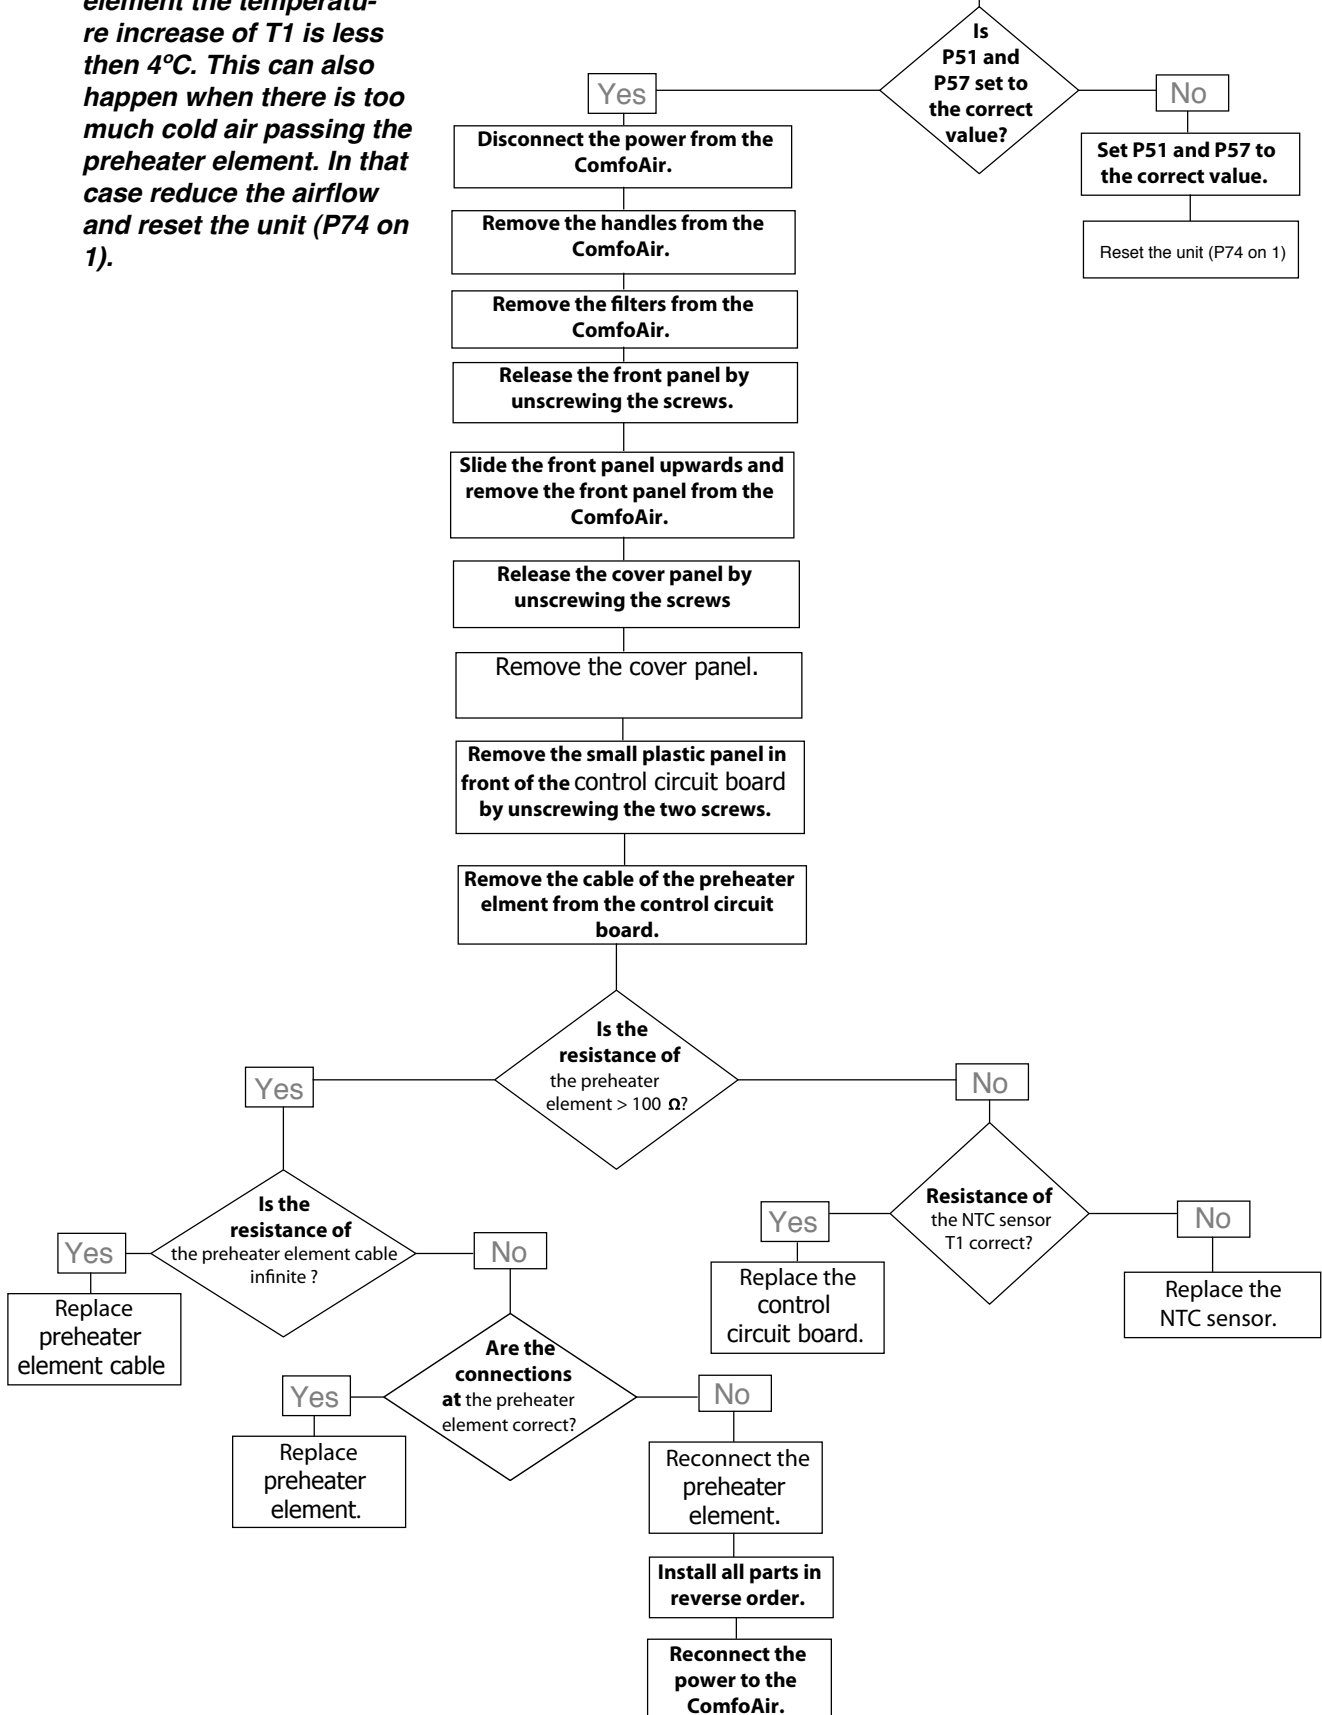 element the temperatu-
re increase of T1 is less
then 4ºC. This can also
happen when there is too
much cold air passing the
preheater element. In that
case reduce the airflow
and reset the unit (P74 on
1).
Is
P51 and
P57 set to
the correct
value?
Yes
No
Set P51 and P57 to
the correct value.
Reset the unit (P74 on 1)
Disconnect the power from the
ComfoAir.
Remove the handles from the
ComfoAir.
Remove the filters from the
ComfoAir.
Release the front panel by
unscrewing the screws.
Slide the front panel upwards and
remove the front panel from the
ComfoAir.
Release the cover panel by
unscrewing the screws
Remove the cover panel.
Remove the small plastic panel in
front of the control circuit board
by unscrewing the two screws.
Remove the cable of the preheater
elment from the control circuit
board.
Is the
resistance of
the preheater
element > 100 Ω?
Yes
No
Is the
resistance of
the preheater element cable
infinite ?
Yes
No
Replace
preheater
element cable
Resistance of
the NTC sensor
T1 correct?
Yes
No
Replace the
control
circuit board.
Replace the
NTC sensor.
Are the
connections
at the preheater
element correct?
Yes
No
Replace
preheater
element.
Reconnect the
preheater
element.
Install all parts in
reverse order.
Reconnect the
power to the
ComfoAir.